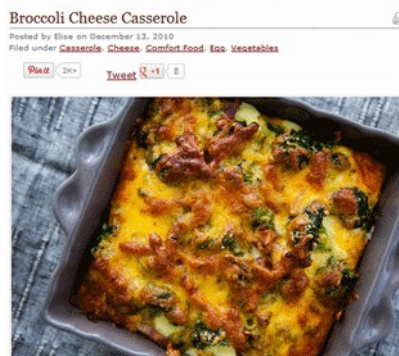 Broccoli Cheese Casserole
Posted by Elise on December 13, 2010
Filed under Casserole, Cheese, Comfort Food, Egg, Vegetables
Pin it 2K+ Tweet +1 8